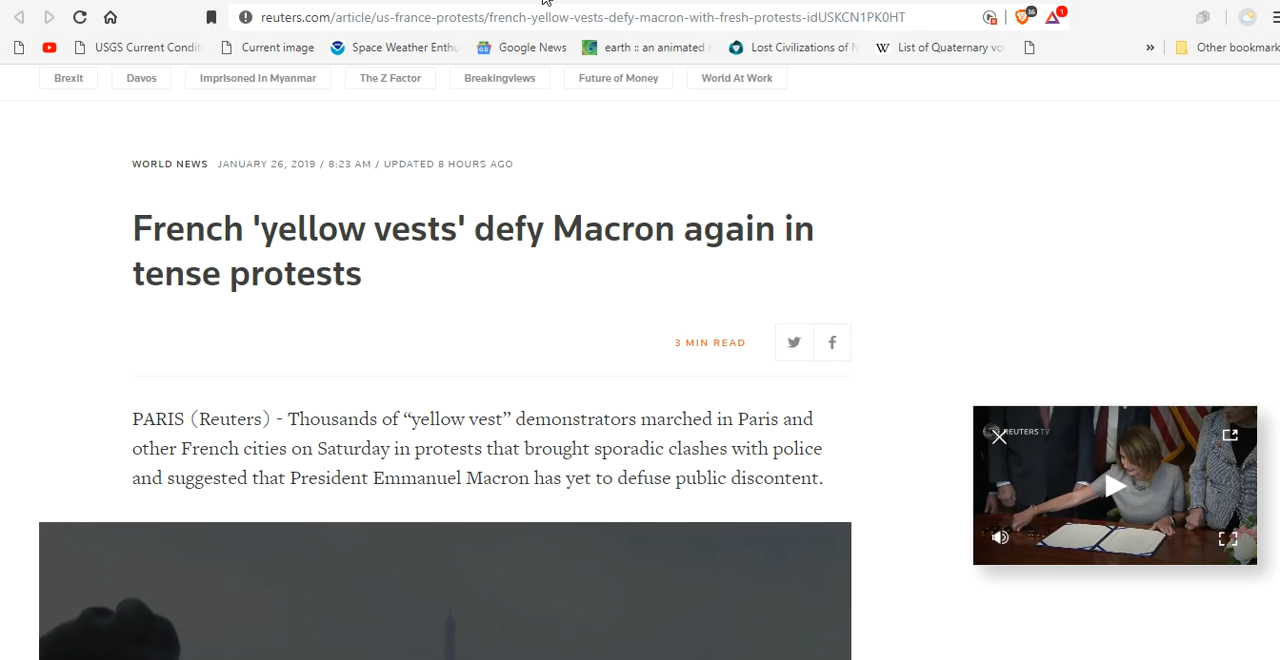 reuters.com/article/us-france-protests/french-yellow-vests-defy-macron-with-fresh-protests-idUSKCN1PK0HT
36
1
USGS Current Condit
Current image
Space Weather Enthu
Google News
earth :: an animated
Lost Civilizations of N
W
List of Quaternary vo
»
Other bookmark
Brexit
Davos
Imprisoned In Myanmar
The Z Factor
Breakingviews
Future of Money
World At Work
WORLD NEWS JANUARY 26, 2019 / 8:23 AM / UPDATED 8 HOURS AGO
French 'yellow vests' defy Macron again in
tense protests
3 MIN READ
PARIS (Reuters) - Thousands of “yellow vest” demonstrators marched in Paris and
other French cities on Saturday in protests that brought sporadic clashes with police
and suggested that President Emmanuel Macron has yet to defuse public discontent.
REUTERS TV